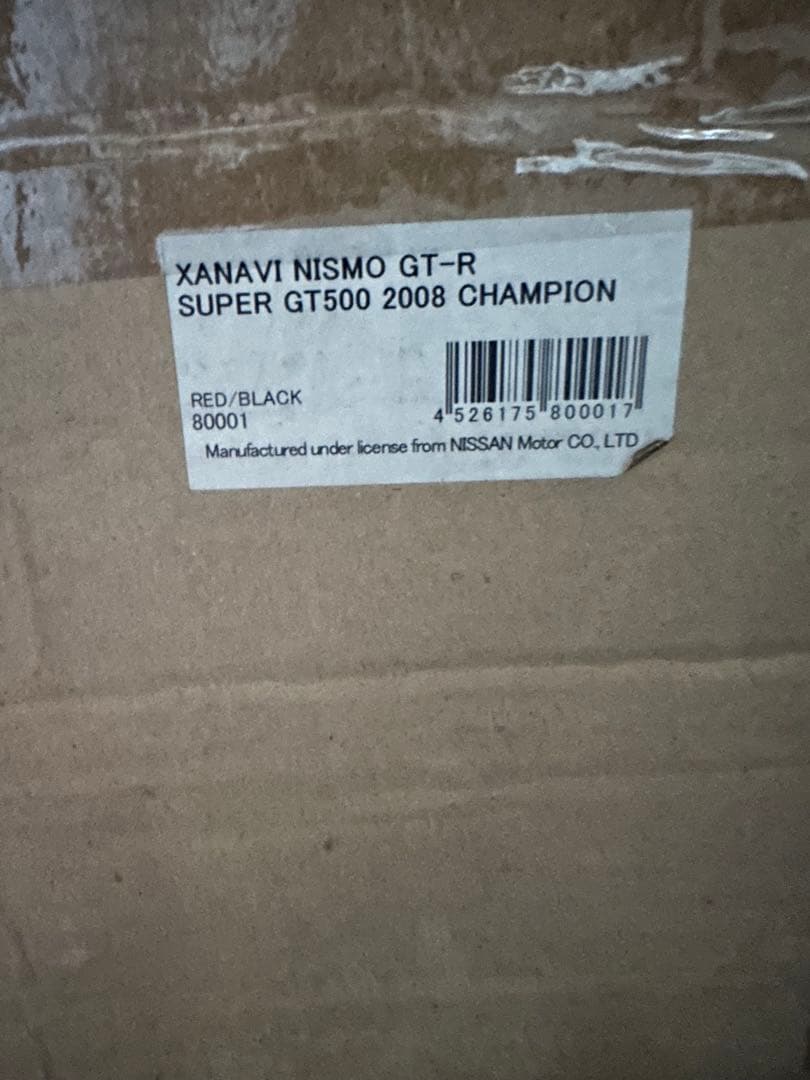 XANAVI NISMO GT-R
SUPER GT500 2008 CHAMPION
RED/BLACK
80001
4 526175 800017
Manufactured under license from NISSAN Motor CO., LTD